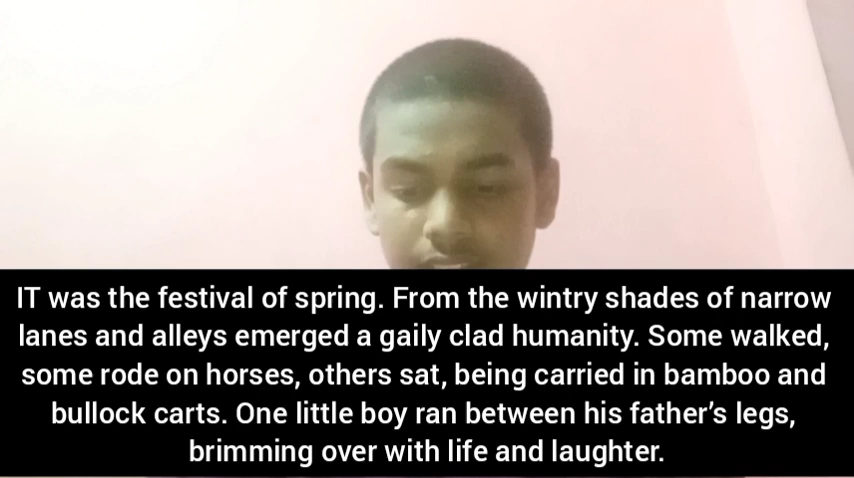 IT was the festival of spring. From the wintry shades of narrow
lanes and alleys emerged a gaily clad humanity. Some walked,
some rode on horses, others sat, being carried in bamboo and
bullock carts. One little boy ran between his father’s legs,
brimming over with life and laughter.